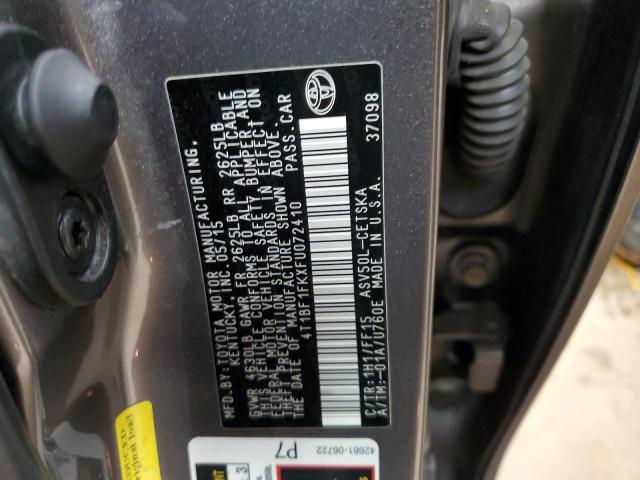 MFD.BY:TOYOTA MOTOR MANUFACTURING,
KENTUCKY, INC. 05/15
GVWR 4630LB GAWR FR 2625LB RR 2625LB
THIS VEHICLE CONFORMS TO ALL APPLICABLE
FEDERAL MOTOR VEHICLE SAFETY, BUMPER AND
THEFT PREVENTION STANDARDS IN EFFECT ON
THE DATE OF MANUFACTURE SHOWN ABOVE.
4T1BF1FKXFU072410 PASS.CAR
C/TR:1H1/FF15 ASV50L-CETSKA
A/TM:-01A/U760E MADE IN U.S.A. 37098
42661-06722
P7